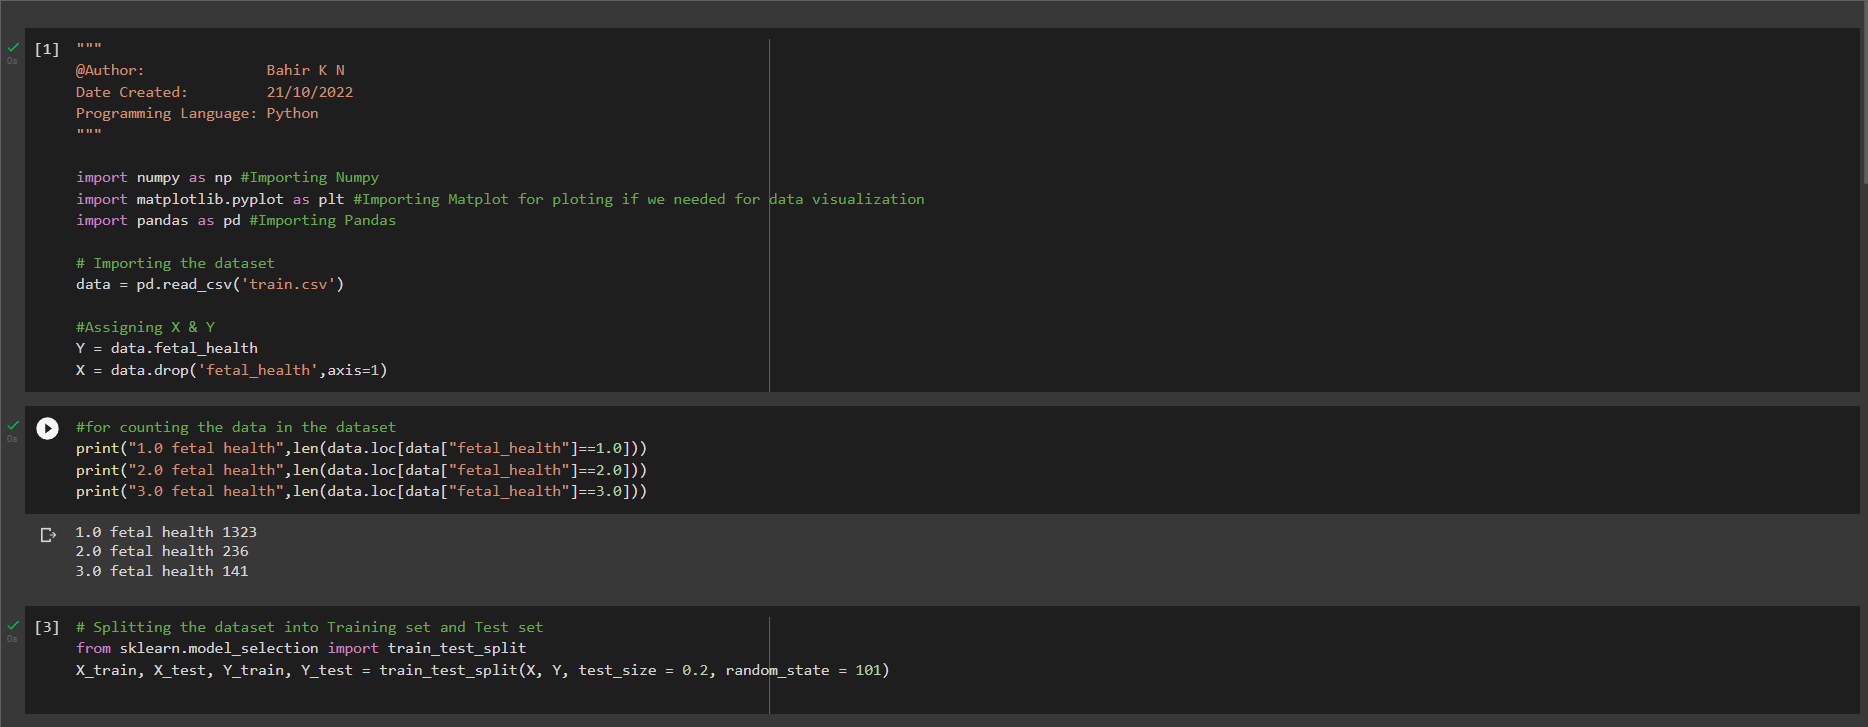 [1] """
@Author:              Bahir K N
Date Created:         21/10/2022
Programming Language: Python
"""
import numpy as np #Importing Numpy
import matplotlib.pyplot as plt #Importing Matplot for ploting if we needed for data visualization
import pandas as pd #Importing Pandas
# Importing the dataset
data = pd.read_csv('train.csv')
#Assigning X & Y
Y = data.fetal_health
X = data.drop('fetal_health',axis=1)
0s
#for counting the data in the dataset
print("1.0 fetal health",len(data.loc[data["fetal_health"]==1.0]))
print("2.0 fetal health",len(data.loc[data["fetal_health"]==2.0]))
print("3.0 fetal health",len(data.loc[data["fetal_health"]==3.0]))
0s
1.0 fetal health 1323
2.0 fetal health 236
3.0 fetal health 141
[3] # Splitting the dataset into Training set and Test set
from sklearn.model_selection import train_test_split
X_train, X_test, Y_train, Y_test = train_test_split(X, Y, test_size = 0.2, random_state = 101)
0s